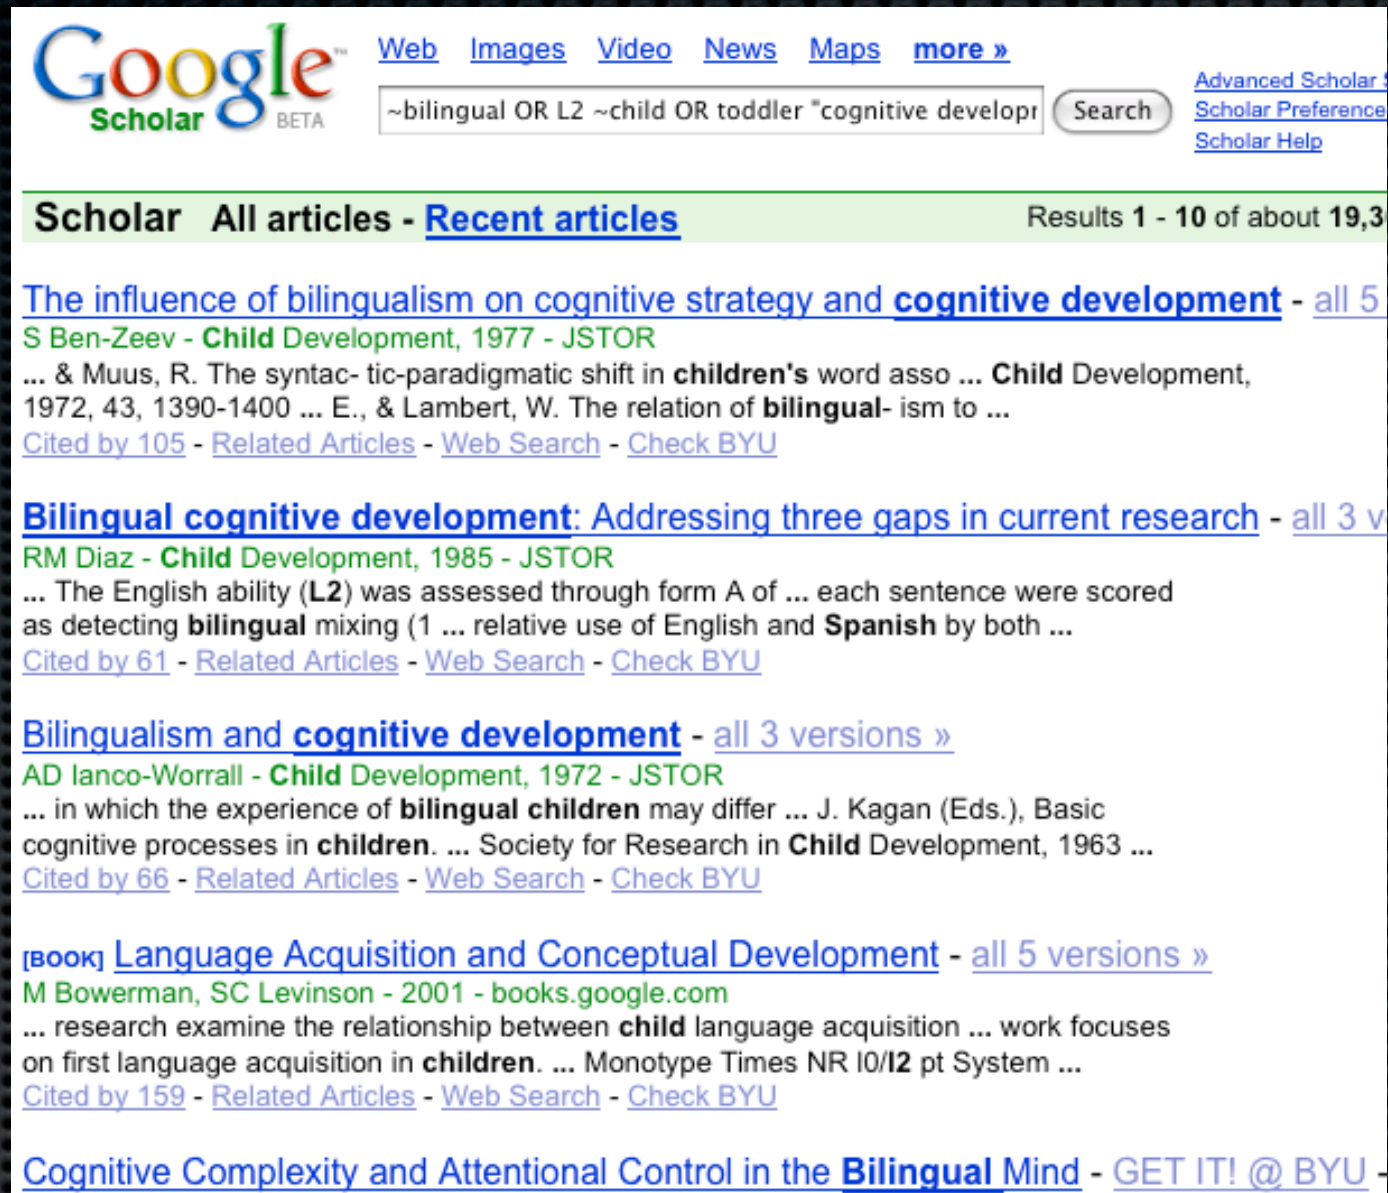 Google™
Scholar BETA
Web Images Video News Maps more »
~bilingual OR L2 ~child OR toddler "cognitive developr
Search
Advanced Scholar
Scholar Preference
Scholar Help
Scholar All articles - Recent articles
Results 1 - 10 of about 19,3
The influence of bilingualism on cognitive strategy and cognitive development - all 5
S Ben-Zeev - Child Development, 1977 - JSTOR
... & Muus, R. The syntac- tic-paradigmatic shift in children's word asso ... Child Development,
1972, 43, 1390-1400 ... E., & Lambert, W. The relation of bilingual- ism to ...
Cited by 105 - Related Articles - Web Search - Check BYU
Bilingual cognitive development: Addressing three gaps in current research - all 3 v
RM Diaz - Child Development, 1985 - JSTOR
... The English ability (L2) was assessed through form A of ... each sentence were scored
as detecting bilingual mixing (1 ... relative use of English and Spanish by both ...
Cited by 61 - Related Articles - Web Search - Check BYU
Bilingualism and cognitive development - all 3 versions »
AD Ianco-Worrall - Child Development, 1972 - JSTOR
... in which the experience of bilingual children may differ ... J. Kagan (Eds.), Basic
cognitive processes in children. ... Society for Research in Child Development, 1963 ...
Cited by 66 - Related Articles - Web Search - Check BYU
[BOOK] Language Acquisition and Conceptual Development - all 5 versions »
M Bowerman, SC Levinson - 2001 - books.google.com
... research examine the relationship between child language acquisition ... work focuses
on first language acquisition in children. ... Monotype Times NR l0/l2 pt System ...
Cited by 159 - Related Articles - Web Search - Check BYU
Cognitive Complexity and Attentional Control in the Bilingual Mind - GET IT! @ BYU -